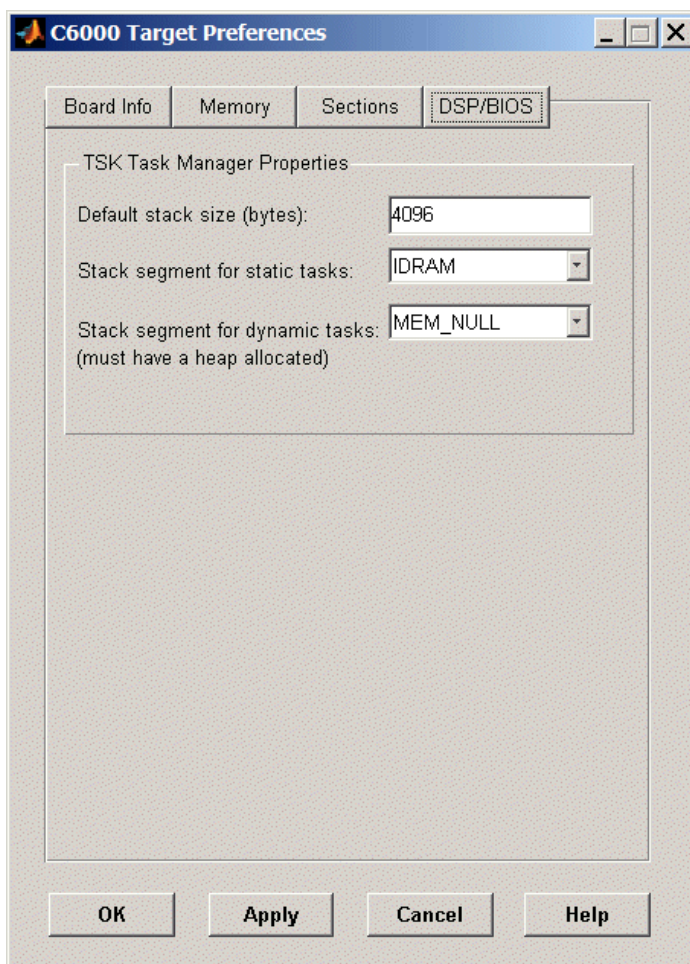 C6000 Target Preferences
Board Info Memory Sections DSP/BIOS
TSK Task Manager Properties
Default stack size (bytes): 4096
Stack segment for static tasks: IDRAM
Stack segment for dynamic tasks: MEM_NULL
(must have a heap allocated)
OK Apply Cancel Help